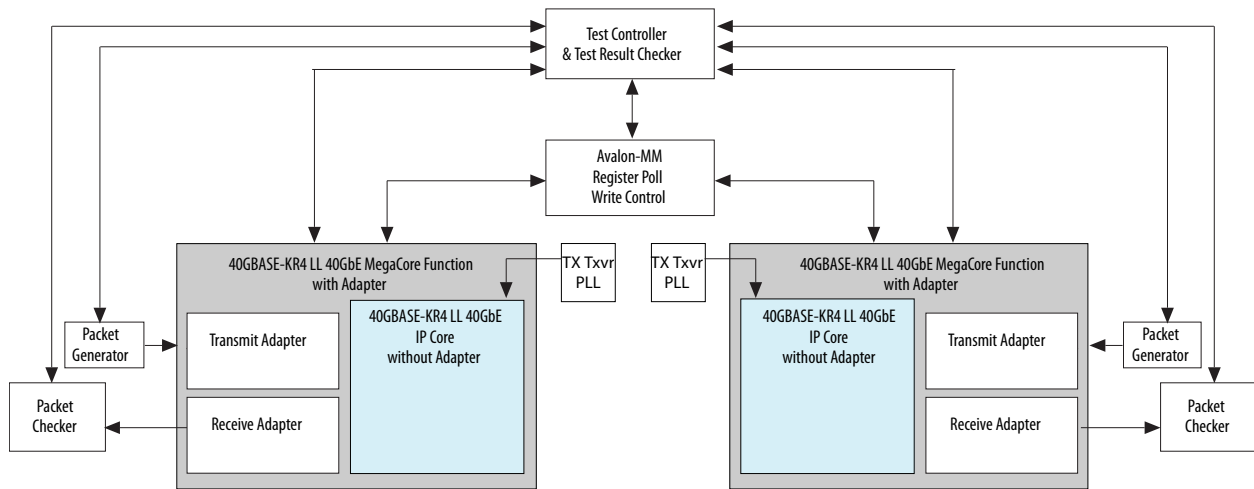 Test Controller
& Test Result Checker
Avalon-MM
Register Poll
Write Control
40GBASE-KR4 LL 40GbE MegaCore Function
with Adapter
TX Txvr
PLL
TX Txvr
PLL
40GBASE-KR4 LL 40GbE MegaCore Function
with Adapter
40GBASE-KR4 LL 40GbE
IP Core
without Adapter
40GBASE-KR4 LL 40GbE
IP Core
without Adapter
Packet
Generator
Transmit Adapter
Transmit Adapter
Packet
Generator
Packet
Checker
Receive Adapter
Receive Adapter
Packet
Checker